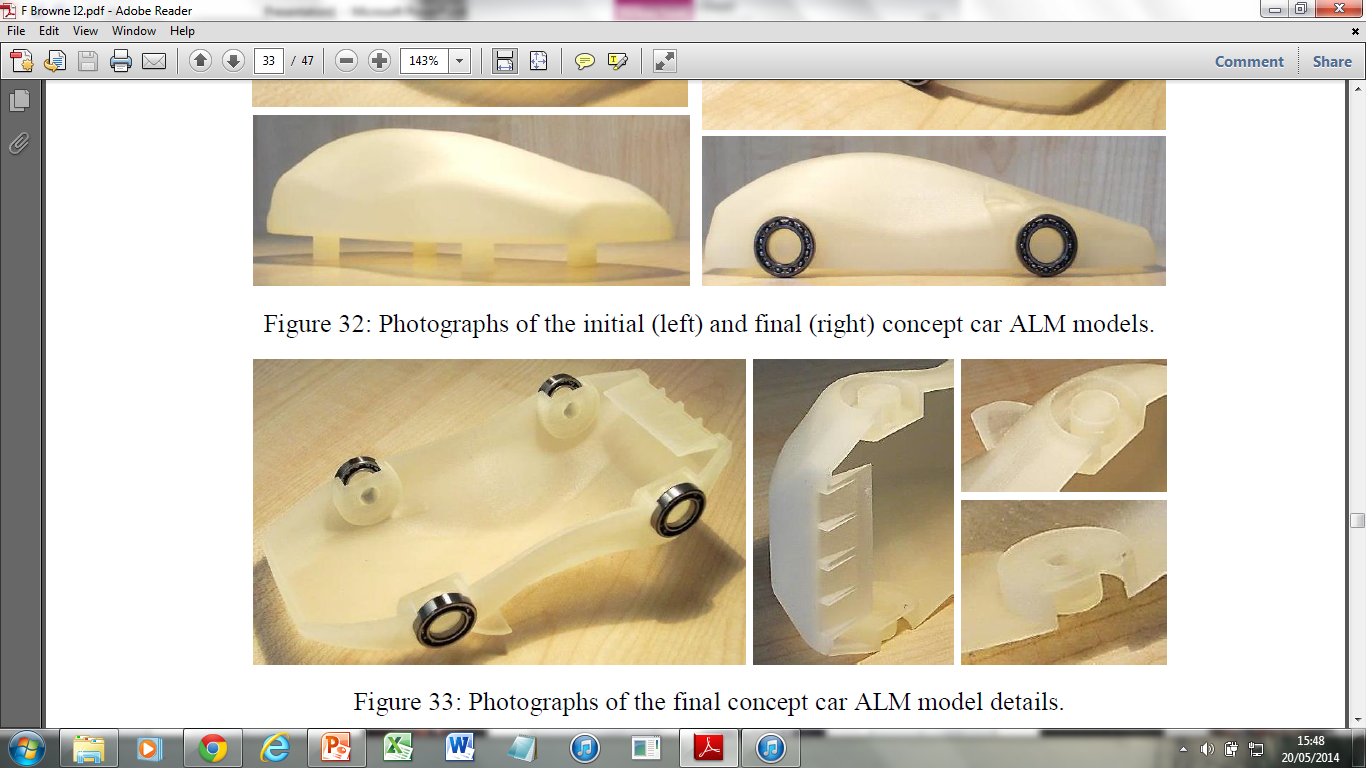 F Browne I2.pdf - Adobe Reader
File Edit View Window Help
33 / 47 143% Comment Share
Figure 32: Photographs of the initial (left) and final (right) concept car ALM models.
Figure 33: Photographs of the final concept car ALM model details.
15:48
20/05/2014